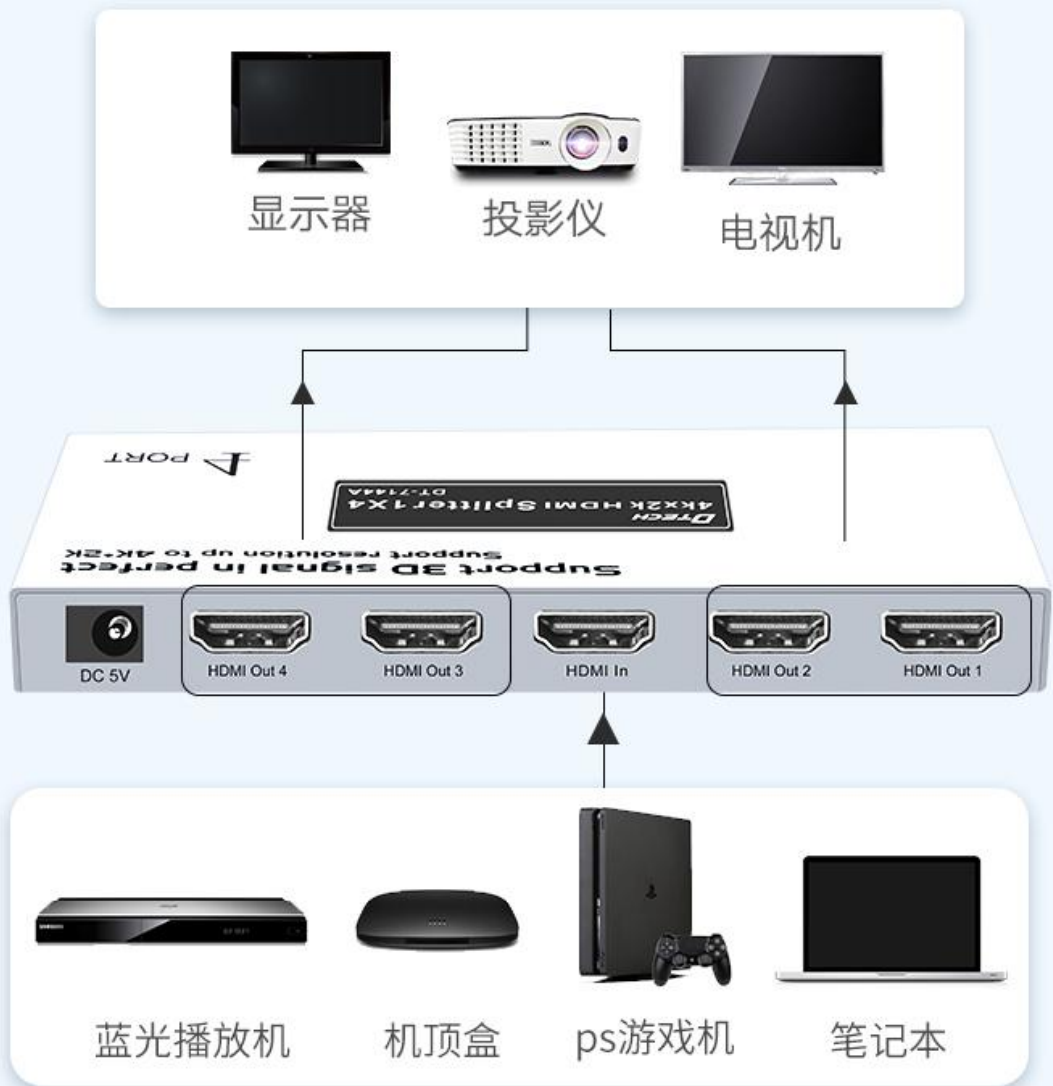 显示器
投影仪
电视机
4 PORT
DTECH
4kx2k HDMI Splitter 1X4
DT-7144A
Support 3D signal in perfect
Support resolution up to 4K*2K
DC 5V
HDMI Out 4
HDMI Out 3
HDMI In
HDMI Out 2
HDMI Out 1
SAMSUNG
蓝光播放机
机顶盒
ps游戏机
笔记本